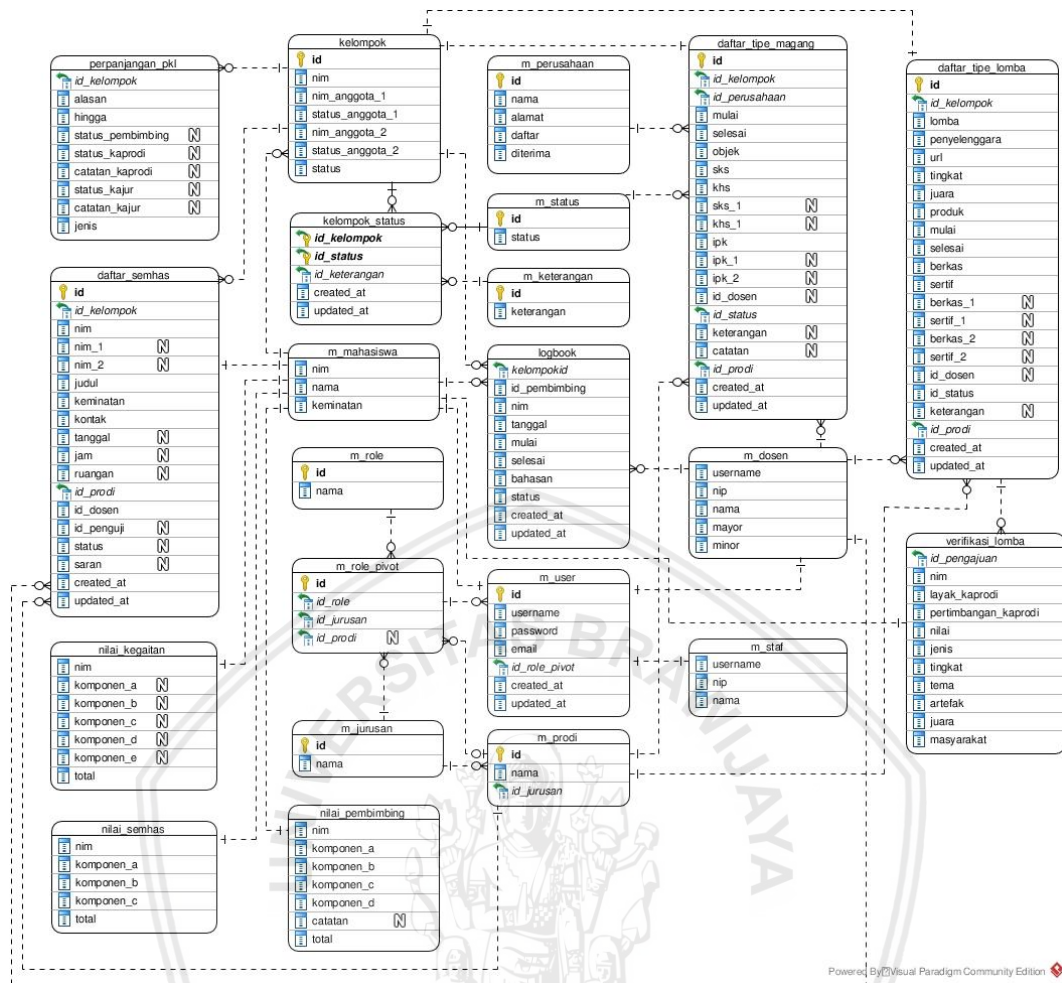 kelompok
id
nim
nim_anggota_1
status_anggota_1
nim_anggota_2
status_anggota_2
status
perpanjangan_pkl
id_kelompok
alasan
hingga
status_pembimbing N
status_kaprodi N
catatan_kaprodi N
status_kajur N
catatan_kajur N
jenis
m_perusahaan
id
nama
alamat
daftar
diterima
daftar_tipe_magang
id
id_kelompok
id_perusahaan
mulai
selesai
objek
sks
khs
sks_1 N
khs_1 N
ipk
ipk_1 N
ipk_2 N
id_dosen N
id_status
keterangan N
catatan N
id_prodi
created_at
updated_at
daftar_tipe_lomba
id
id_kelompok
lomba
penyelenggara
url
tingkat
juara
produk
mulai
selesai
berkas
sertif
berkas_1 N
sertif_1 N
berkas_2 N
sertif_2 N
id_dosen N
id_status
keterangan N
id_prodi
created_at
updated_at
kelompok_status
id_kelompok
id_status
id_keterangan
created_at
updated_at
m_status
id
status
m_keterangan
id
keterangan
daftar_semhas
id
id_kelompok
nim
nim_1 N
nim_2 N
judul
keminatan
kontak
tanggal N
jam N
ruangan N
id_prodi
id_dosen
id_penguji N
status N
saran N
created_at
updated_at
m_mahasiswa
nim
nama
keminatan
logbook
kelompokid
id_pembimbing
nim
tanggal
mulai
selesai
bahasan
status
created_at
updated_at
m_dosen
username
nip
nama
mayor
minor
m_role
id
nama
m_role_pivot
id
id_role
id_jurusan
id_prodi N
m_user
id
username
password
email
id_role_pivot
created_at
updated_at
verifikasi_lomba
id_pengajuan
nim
layak_kaprodi
pertimbangan_kaprodi
nilai
jenis
tingkat
tema
artefak
juara
masyarakat
m_staf
username
nip
nama
nilai_kegaitan
nim
komponen_a N
komponen_b N
komponen_c N
komponen_d N
komponen_e N
total
m_jurusan
id
nama
m_prodi
id
nama
id_jurusan
nilai_semhas
nim
komponen_a
komponen_b
komponen_c
total
nilai_pembimbing
nim
komponen_a
komponen_b
komponen_c
komponen_d
catatan N
total
UNIVERSITAS BRAWIJAYA
Powered By Visual Paradigm Community Edition